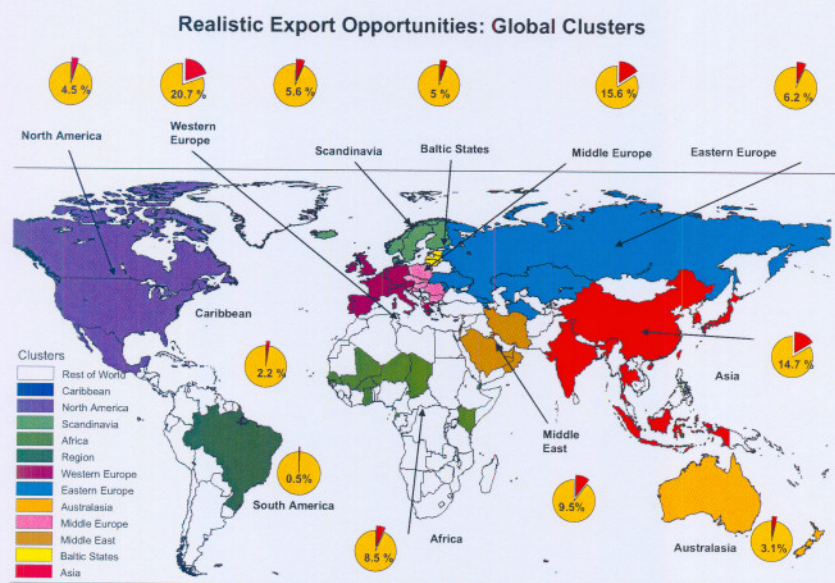 Realistic Export Opportunities: Global Clusters
4.5 %
20.7 %
5.6 %
5 %
15.6 %
6.2 %
North America
Western
Europe
Scandinavia
Baltic States
Middle Europe
Eastern Europe
Caribbean
2.2 %
Asia
14.7 %
Clusters
Rest of World
Caribbean
North America
Scandinavia
Africa
Region
Western Europe
Eastern Europe
Australasia
Middle Europe
Middle East
Baltic States
Asia
0.5%
South America
Middle
East
9.5%
8.5 %
Africa
Australasia
3.1%